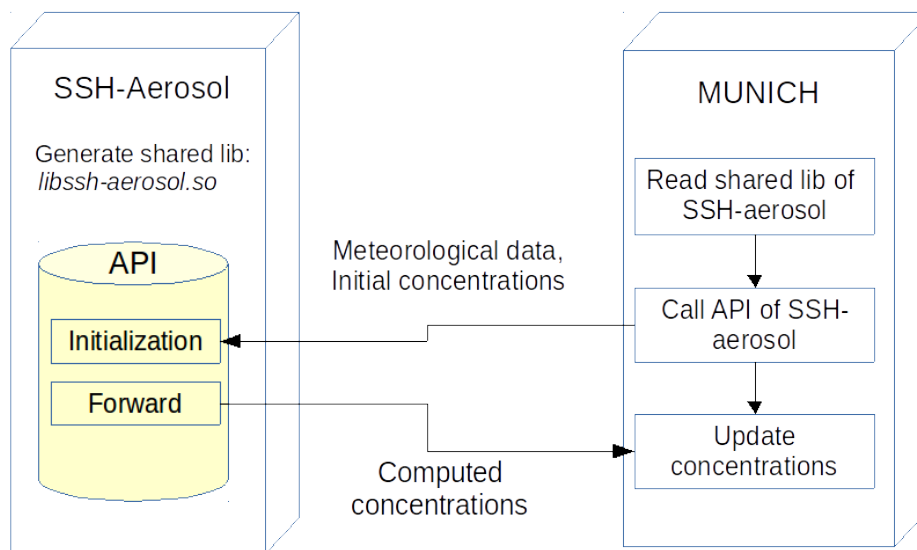 SSH-Aerosol
Generate shared lib:
libssh-aerosol.so
API
Initialization
Forward
Meteorological data,
Initial concentrations
Computed
concentrations
MUNICH
Read shared lib of
SSH-aerosol
Call API of SSH-
aerosol
Update
concentrations